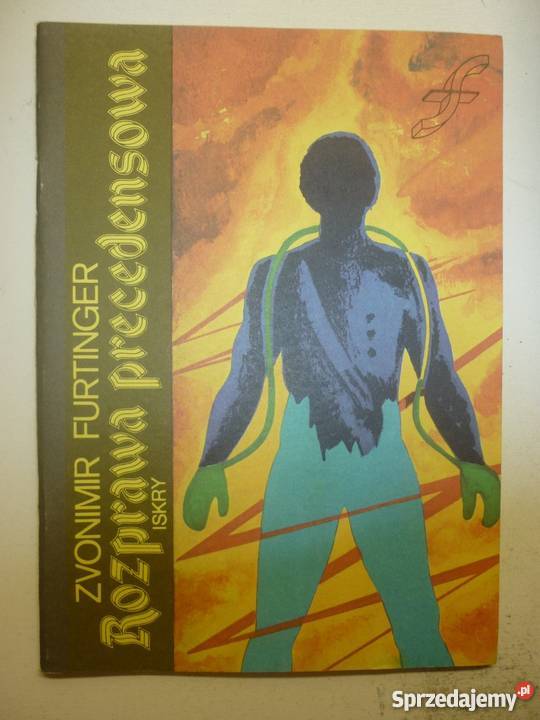 ZVONIMIR FURTINGER
Rozprawa precedensowa
ISKRY
Sprzedajemy.pl